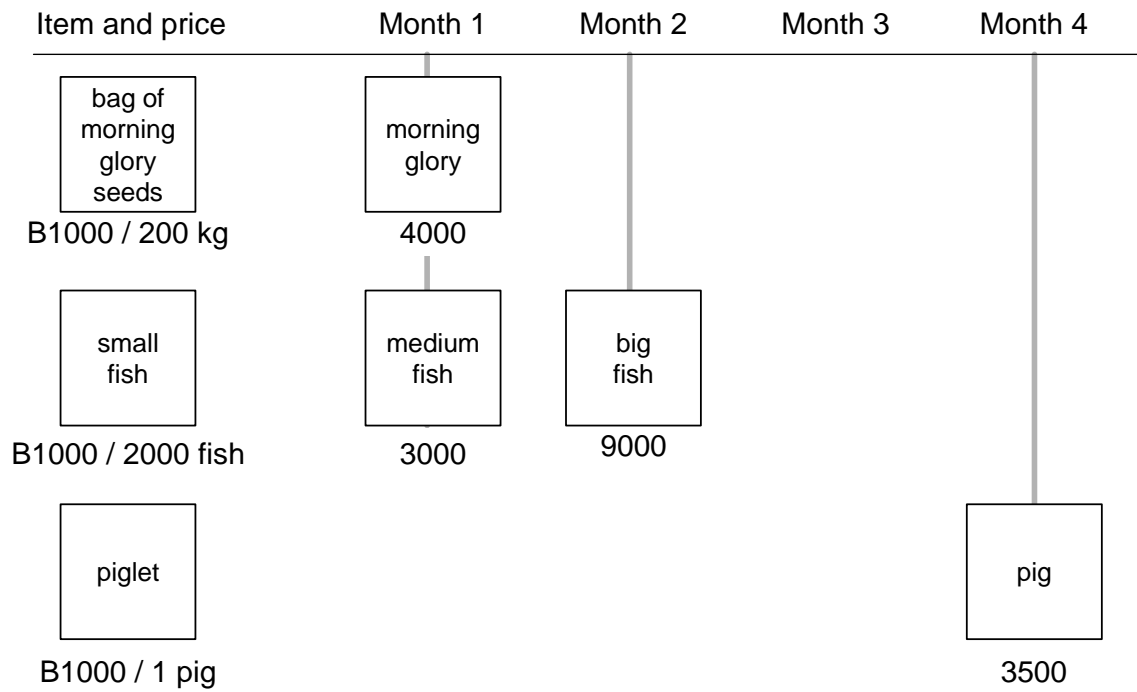 Item and price Month 1 Month 2 Month 3 Month 4
bag of
morning
glory
seeds
morning
glory
B1000 / 200 kg 4000
small
fish
medium
fish
big
fish
B1000 / 2000 fish 3000 9000
piglet pig
B1000 / 1 pig 3500